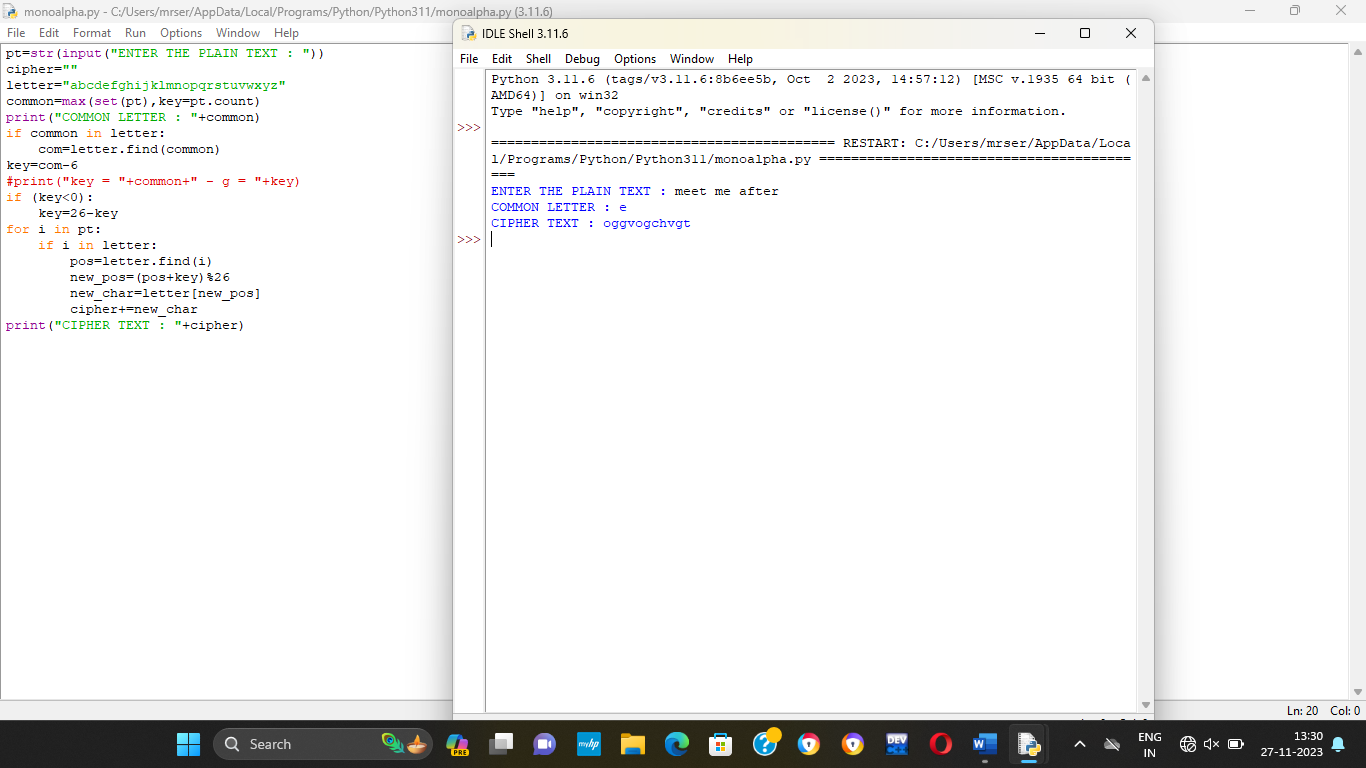 monoalpha.py - C:/Users/mrser/AppData/Local/Programs/Python/Python311/monoalpha.py (3.11.6)
File Edit Format Run Options Window Help
pt=str(input("ENTER THE PLAIN TEXT : "))
cipher=""
letter="abcdefghijklmnopqrstuvwxyz"
common=max(set(pt),key=pt.count)
print("COMMON LETTER : "+common)
if common in letter:
    com=letter.find(common)
key=com-6
#print("key = "+common+" - g = "+key)
if (key<0):
    key=26-key
for i in pt:
    if i in letter:
        pos=letter.find(i)
        new_pos=(pos+key)%26
        new_char=letter[new_pos]
        cipher+=new_char
print("CIPHER TEXT : "+cipher)
IDLE Shell 3.11.6
File Edit Shell Debug Options Window Help
Python 3.11.6 (tags/v3.11.6:8b6ee5b, Oct  2 2023, 14:57:12) [MSC v.1935 64 bit (
AMD64)] on win32
Type "help", "copyright", "credits" or "license()" for more information.
>>>
=========================================== RESTART: C:/Users/mrser/AppData/Loca
l/Programs/Python/Python311/monoalpha.py =======================================
===
ENTER THE PLAIN TEXT : meet me after
COMMON LETTER : e
CIPHER TEXT : oggvogchvgt
>>>
Ln: 20 Col: 0
Search
PRE
myhp
DEV
W
ENG
IN
13:30
27-11-2023